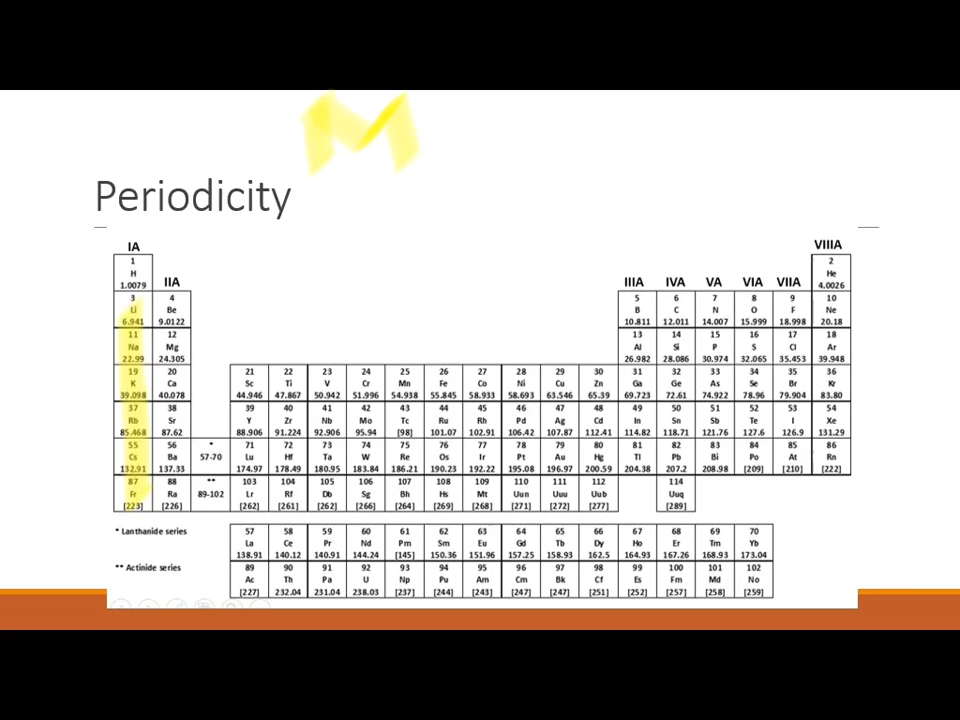 M
Periodicity
IA VIIIA
1 2
H He
1.0079 IIA IIIA IVA VA VIA VIIA 4.0026
3 4 5 6 7 8 9 10
Li Be B C N O F Ne
6.941 9.0122 10.811 12.011 14.007 15.999 18.998 20.18
11 12 13 14 15 16 17 18
Na Mg Al Si P S Cl Ar
22.99 24.305 26.982 28.086 30.974 32.065 35.453 39.948
19 20 21 22 23 24 25 26 27 28 29 30 31 32 33 34 35 36
K Ca Sc Ti V Cr Mn Fe Co Ni Cu Zn Ga Ge As Se Br Kr
39.098 40.078 44.946 47.867 50.942 51.996 54.938 55.845 58.933 58.693 63.546 65.39 69.723 72.61 74.922 78.96 79.904 83.80
37 38 39 40 41 42 43 44 45 46 47 48 49 50 51 52 53 54
Rb Sr Y Zr Nb Mo Tc Ru Rh Pd Ag Cd In Sn Sb Te I Xe
85.468 87.62 88.906 91.224 92.906 95.94 [98] 101.07 102.91 106.42 107.87 112.41 114.82 118.71 121.76 127.6 126.9 131.29
55 56 * 71 72 73 74 75 76 77 78 79 80 81 82 83 84 85 86
Cs Ba 57-70 Lu Hf Ta W Re Os Ir Pt Au Hg Tl Pb Bi Po At Rn
132.91 137.33 174.97 178.49 180.95 183.84 186.21 190.23 192.22 195.08 196.97 200.59 204.38 207.2 208.98 [209] [210] [222]
87 88 ** 103 104 105 106 107 108 109 110 111 112 114
Fr Ra 89-102 Lr Rf Db Sg Bh Hs Mt Uun Uuu Uub Uuq
[223] [226] [262] [261] [262] [266] [264] [269] [268] [271] [272] [277] [289]
* Lanthanide series 57 58 59 60 61 62 63 64 65 66 67 68 69 70
La Ce Pr Nd Pm Sm Eu Gd Tb Dy Ho Er Tm Yb
138.91 140.12 140.91 144.24 [145] 150.36 151.96 157.25 158.93 162.5 164.93 167.26 168.93 173.04
** Actinide series 89 90 91 92 93 94 95 96 97 98 99 100 101 102
Ac Th Pa U Np Pu Am Cm Bk Cf Es Fm Md No
[227] 232.04 231.04 238.03 [237] [244] [243] [247] [247] [251] [252] [257] [258] [259]